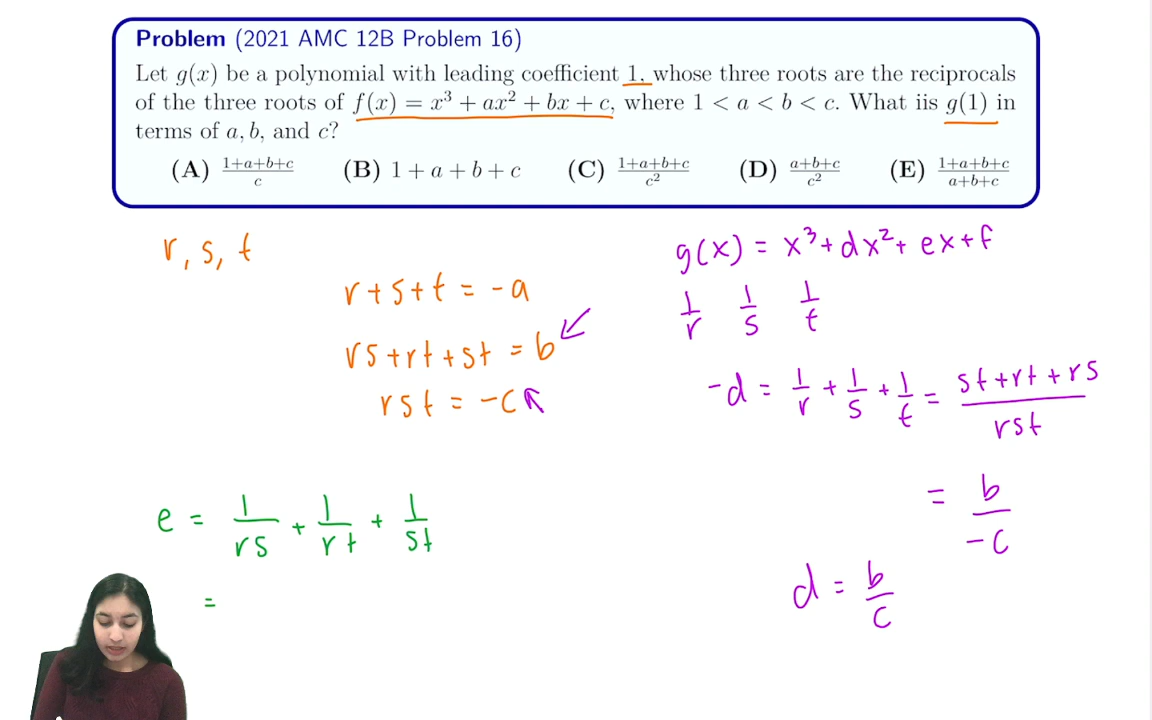 Problem (2021 AMC 12B Problem 16)
Let g(x) be a polynomial with leading coefficient 1, whose three roots are the reciprocals
of the three roots of f(x) = x³ + ax² + bx + c, where 1 < a < b < c. What iis g(1) in
terms of a, b, and c?
(A) (1+a+b+c)/c (B) 1 + a + b + c (C) (1+a+b+c)/c² (D) (a+b+c)/c² (E) (1+a+b+c)/(a+b+c)
r, s, t
r + s + t = -a
rs + rt + st = b
rst = -c
g(x) = x³ + dx² + ex + f
1/r 1/s 1/t
-d = 1/r + 1/s + 1/t = (st + rt + rs)/rst
= b/-c
d = b/c
e = 1/rs + 1/rt + 1/st
=